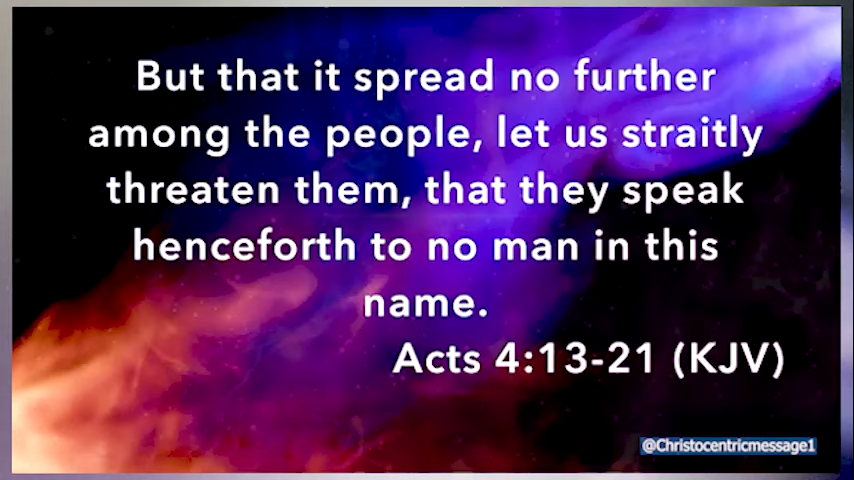 But that it spread no further
among the people, let us straitly
threaten them, that they speak
henceforth to no man in this
name.
Acts 4:13-21 (KJV)
@Christocentricmessage1